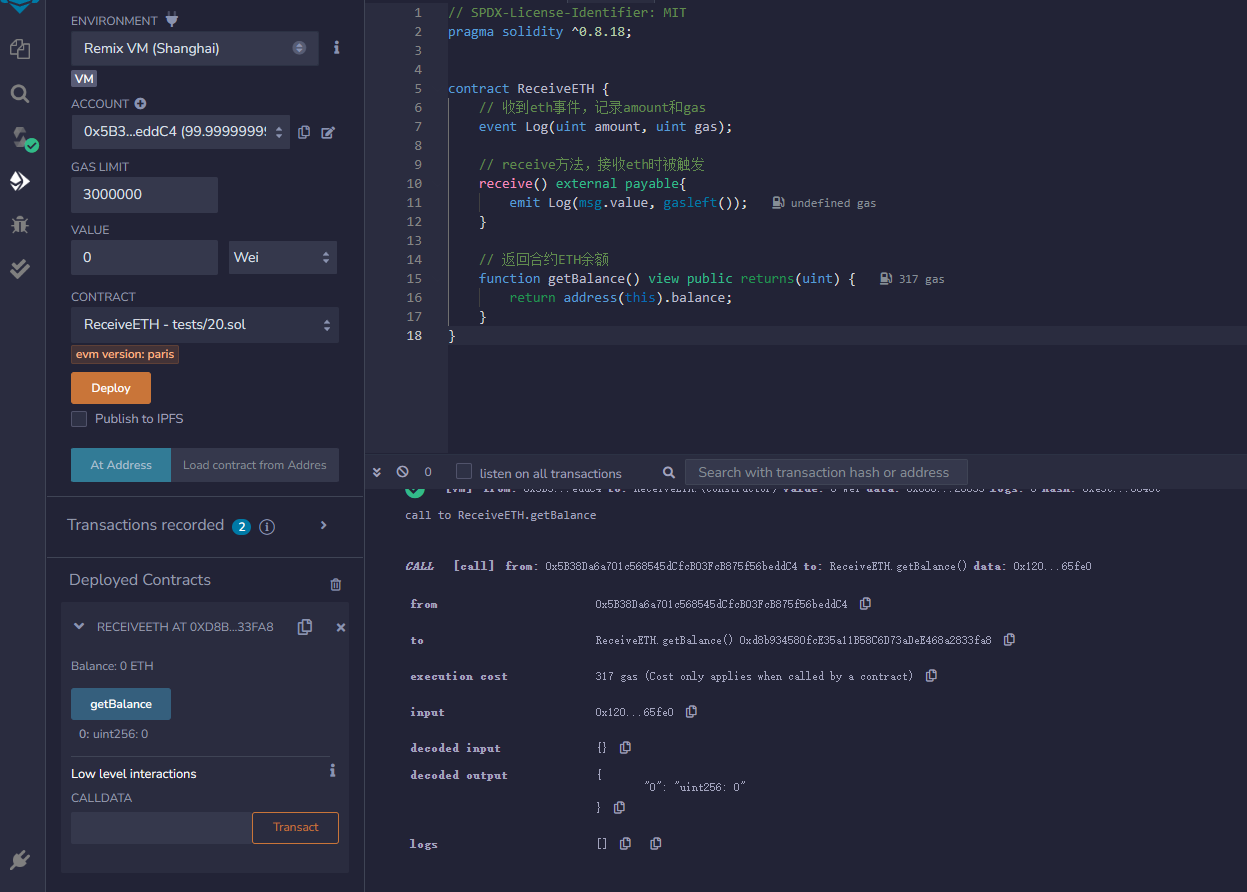 ENVIRONMENT
Remix VM (Shanghai)
VM
ACCOUNT
0x5B3...eddC4 (99.9999999!
GAS LIMIT
3000000
VALUE
0
Wei
CONTRACT
ReceiveETH - tests/20.sol
evm version: paris
Deploy
Publish to IPFS
At Address
Load contract from Addres
Transactions recorded
2
Deployed Contracts
RECEIVEETH AT 0XD8B...33FA8
Balance: 0 ETH
getBalance
0: uint256: 0
Low level interactions
CALLDATA
Transact
1 // SPDX-License-Identifier: MIT
2 pragma solidity ^0.8.18;
3
4
5 contract ReceiveETH {
6 // 收到eth事件，记录amount和gas
7 event Log(uint amount, uint gas);
8
9 // receive方法，接收eth时被触发
10 receive() external payable{
11 emit Log(msg.value, gasleft()); undefined gas
12 }
13
14 // 返回合约ETH余额
15 function getBalance() view public returns(uint) { 317 gas
16 return address(this).balance;
17 }
18 }
0
listen on all transactions
Search with transaction hash or address
call to ReceiveETH.getBalance
CALL [call] from: 0x5B38Da6a701c568545dCfcB03FcB875f56beddC4 to: ReceiveETH.getBalance() data: 0x120...65fe0
from 0x5B38Da6a701c568545dCfcB03FcB875f56beddC4
to ReceiveETH.getBalance() 0xd8b934580fcE35a11B58C6D73aDeE468a2833fa8
execution cost 317 gas (Cost only applies when called by a contract)
input 0x120...65fe0
decoded input {}
decoded output {
"0": "uint256: 0"
}
logs []